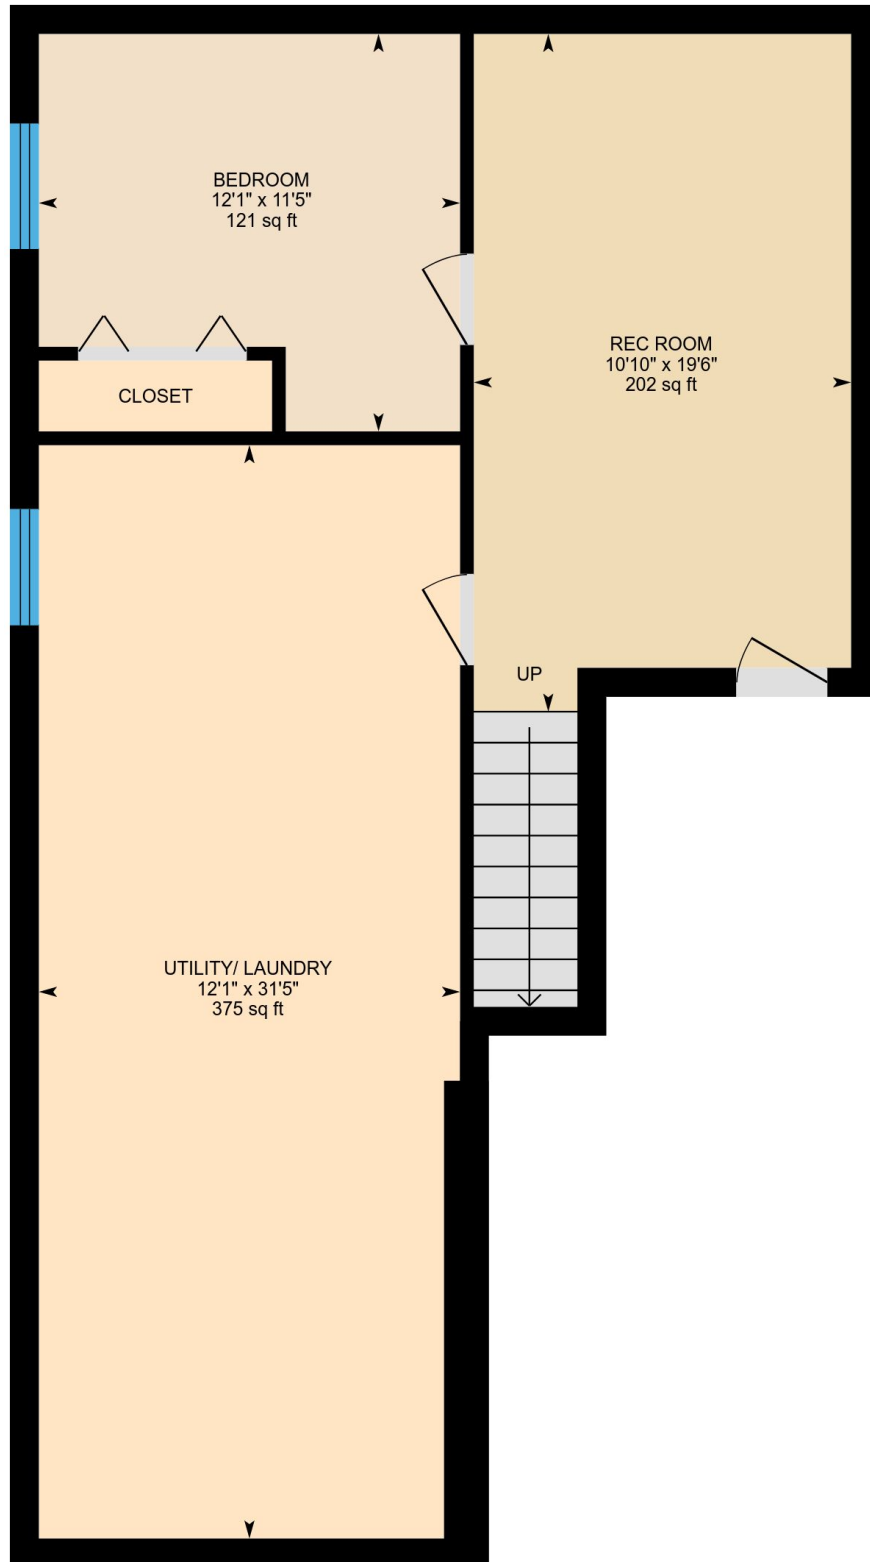 BEDROOM
12'1" x 11'5"
121 sq ft
REC ROOM
10'10" x 19'6"
202 sq ft
CLOSET
UP
UTILITY/ LAUNDRY
12'1" x 31'5"
375 sq ft